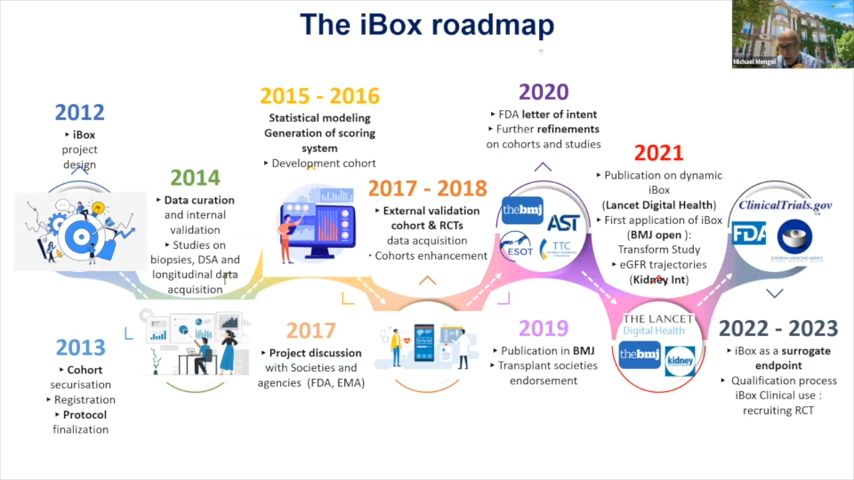 The iBox roadmap
Michael Mengel
2012
‣ iBox
project
design
2013
‣ Cohort
securisation
‣ Registration
‣ Protocol
finalization
2014
‣ Data curation
and internal
validation
‣ Studies on
biopsies, DSA and
longitudinal data
acquisition
2015 - 2016
Statistical modeling
Generation of scoring
system
‣ Development cohort
2017
‣ Project discussion
with Societies and
agencies (FDA, EMA)
2017 - 2018
‣ External validation
cohort & RCTs
data acquisition
‣ Cohorts enhancement
2019
‣ Publication in BMJ
‣ Transplant societies
endorsement
2020
‣ FDA letter of intent
‣ Further refinements
on cohorts and studies
thebmj
AST
ESOT
TTC
2021
‣ Publication on dynamic
iBox
(Lancet Digital Health)
‣ First application of iBox
(BMJ open ):
Transform Study
‣ eGFR trajectories
(Kidney Int)
THE LANCET
Digital Health
thebmj
kidney
ClinicalTrials.gov
FDA
EUROPEAN MEDICINES AGENCY
2022 - 2023
‣ iBox as a surrogate
endpoint
‣ Qualification process
iBox Clinical use :
recruiting RCT